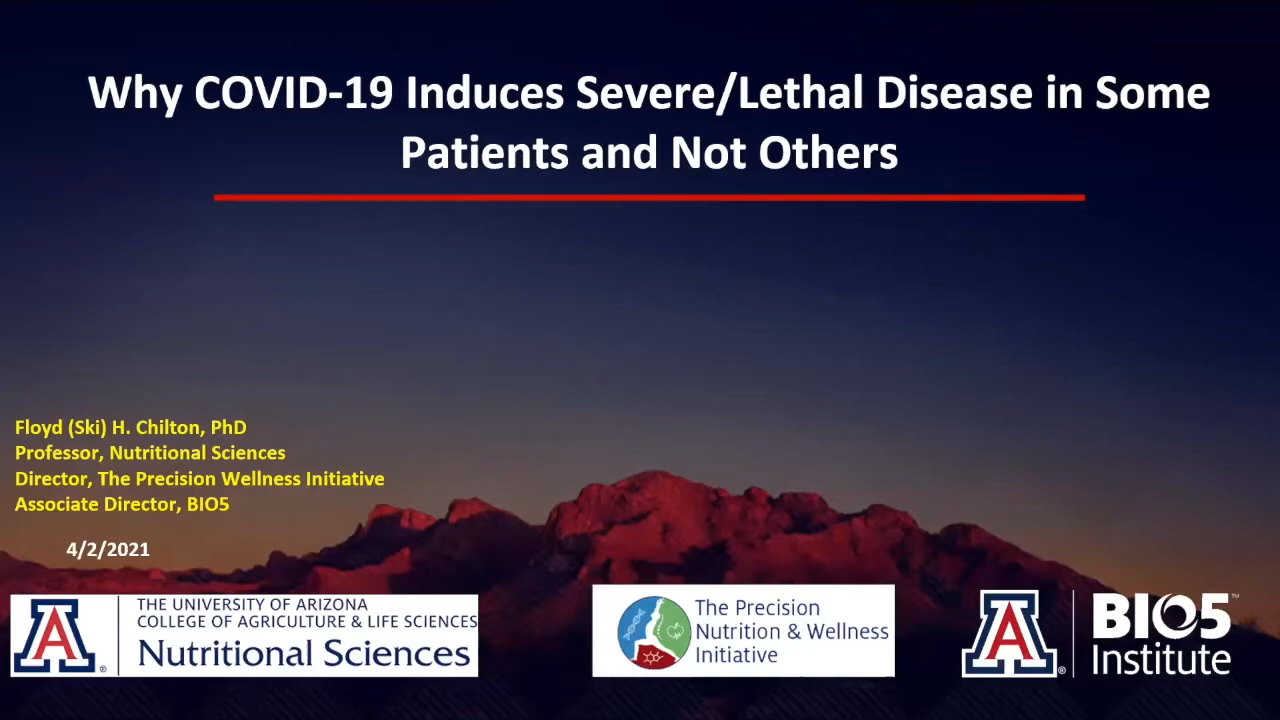 Why COVID-19 Induces Severe/Lethal Disease in Some
Patients and Not Others
Floyd (Ski) H. Chilton, PhD
Professor, Nutritional Sciences
Director, The Precision Wellness Initiative
Associate Director, BIO5
4/2/2021
A
®
THE UNIVERSITY OF ARIZONA
COLLEGE OF AGRICULTURE & LIFE SCIENCES
Nutritional Sciences
The Precision
Nutrition & Wellness
Initiative
A
®
BIO5™
Institute